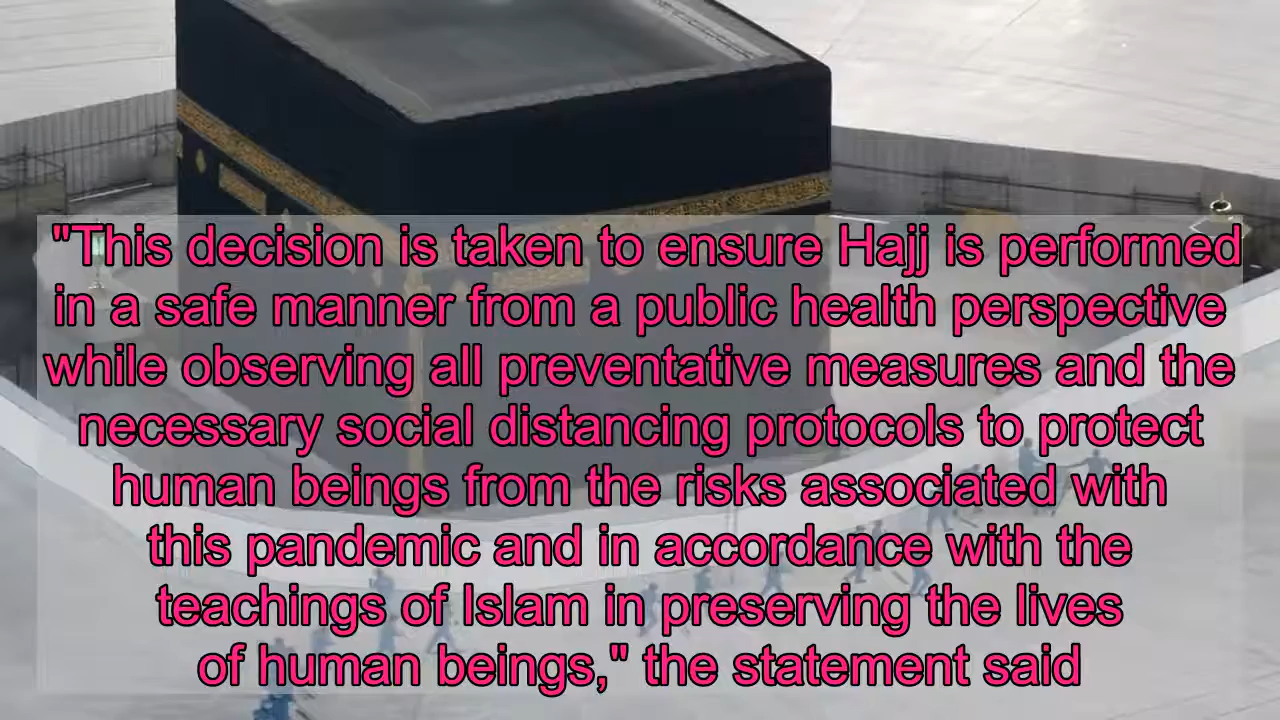 "This decision is taken to ensure Hajj is performed
in a safe manner from a public health perspective
while observing all preventative measures and the
necessary social distancing protocols to protect
human beings from the risks associated with
this pandemic and in accordance with the
teachings of Islam in preserving the lives
of human beings," the statement said